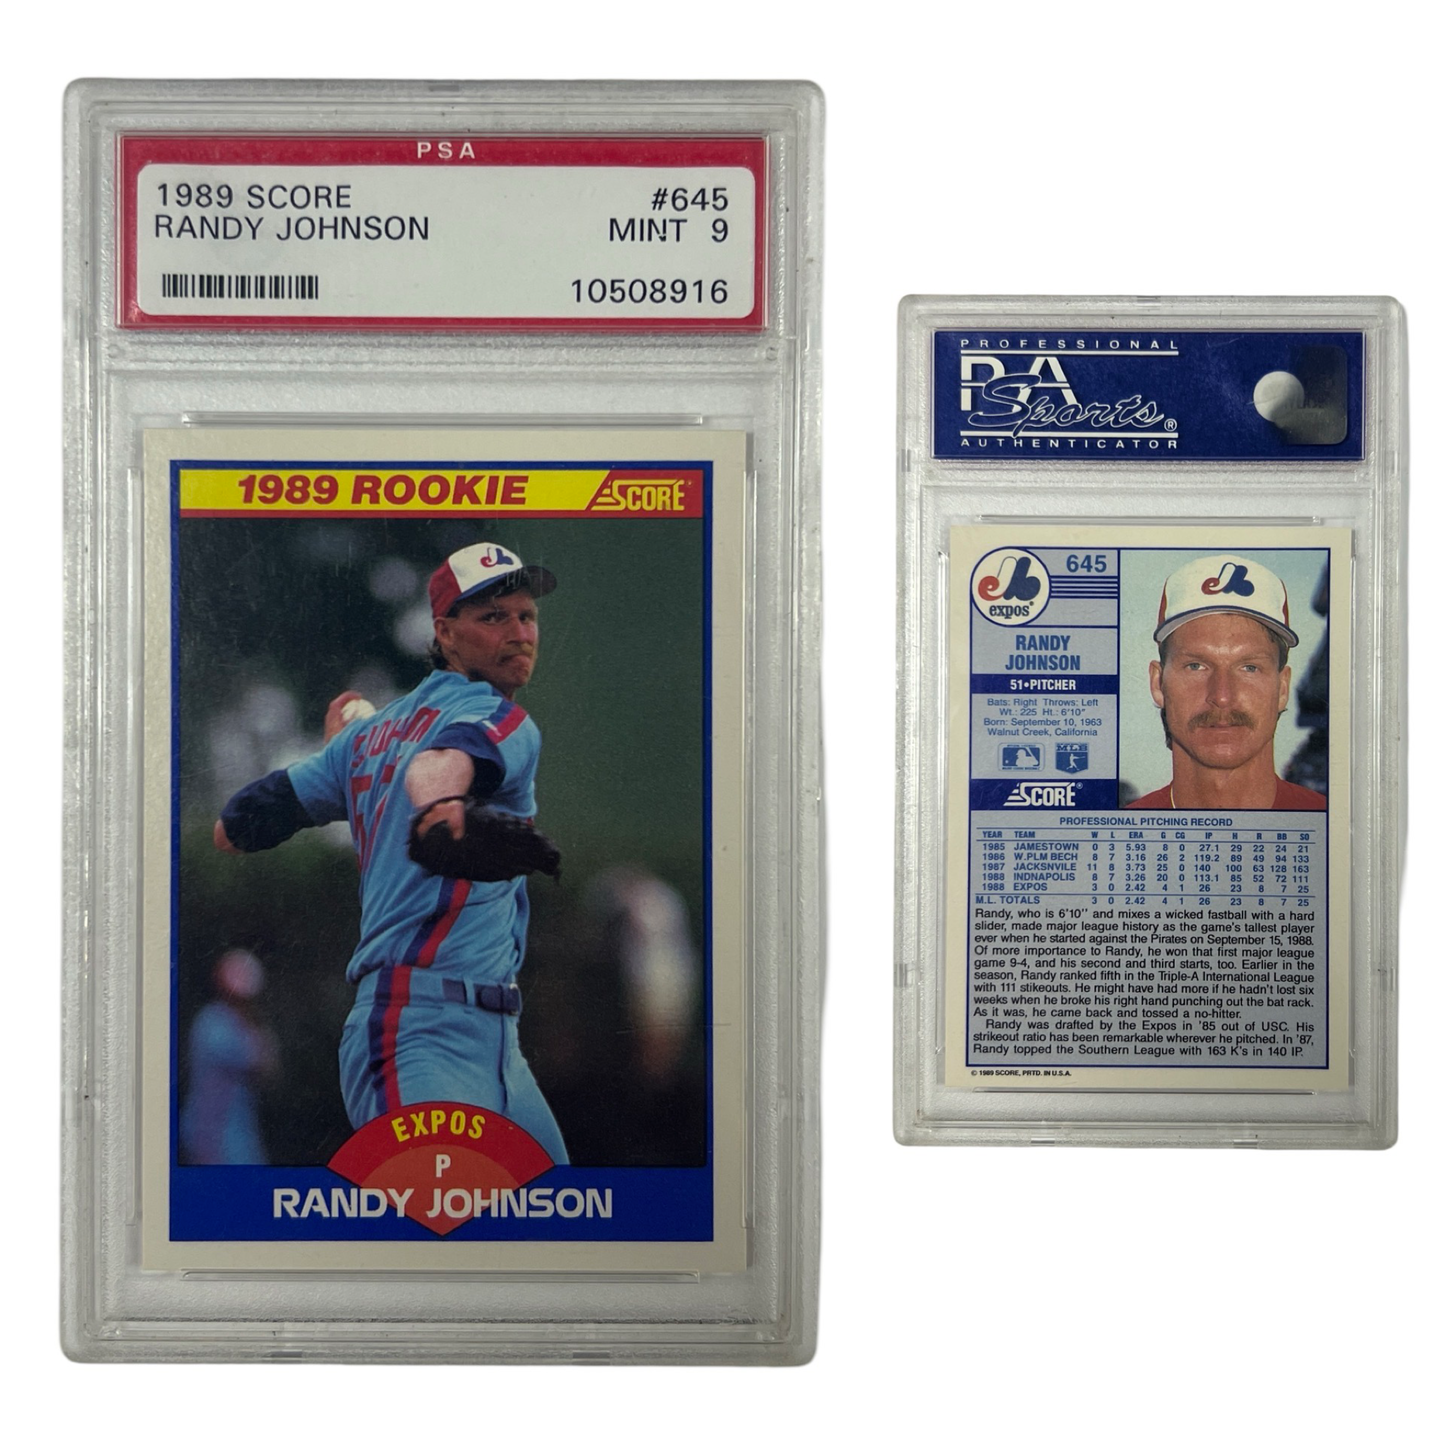 PSA
1989 SCORE #645
RANDY JOHNSON MINT 9
10508916
1989 ROOKIE SCORE
JOHNSON
51
EXPOS
P
RANDY JOHNSON
PROFESSIONAL
PSA
Sports®
AUTHENTICATOR
645
expos
RANDY
JOHNSON
51•PITCHER
Bats: Right Throws: Left
Wt.: 225 Ht.: 6'10"
Born: September 10, 1963
Walnut Creek, California
MLB
SCORE®
PROFESSIONAL PITCHING RECORD
YEAR TEAM W L ERA G CG IP H R BB SO
1985 JAMESTOWN 0 3 5.93 8 0 27.1 29 22 24 21
1986 W.PLM BECH 8 7 3.16 26 2 119.2 89 49 94 133
1987 JACKSNVILE 11 8 3.73 25 0 140 100 63 128 163
1988 INDNAPOLIS 8 7 3.26 20 0 113.1 85 52 72 111
1988 EXPOS 3 0 2.42 4 1 26 23 8 7 25
M.L. TOTALS 3 0 2.42 4 1 26 23 8 7 25
Randy, who is 6'10'' and mixes a wicked fastball with a hard
slider, made major league history as the game's tallest player
ever when he started against the Pirates on September 15, 1988.
Of more importance to Randy, he won that first major league
game 9-4, and his second and third starts, too. Earlier in the
season, Randy ranked fifth in the Triple-A International League
with 111 stikeouts. He might have had more if he hadn't lost six
weeks when he broke his right hand punching out the bat rack.
As it was, he came back and tossed a no-hitter.
Randy was drafted by the Expos in '85 out of USC. His
strikeout ratio has been remarkable wherever he pitched. In '87,
Randy topped the Southern League with 163 K's in 140 IP.
© 1989 SCORE, PRTD. IN U.S.A.